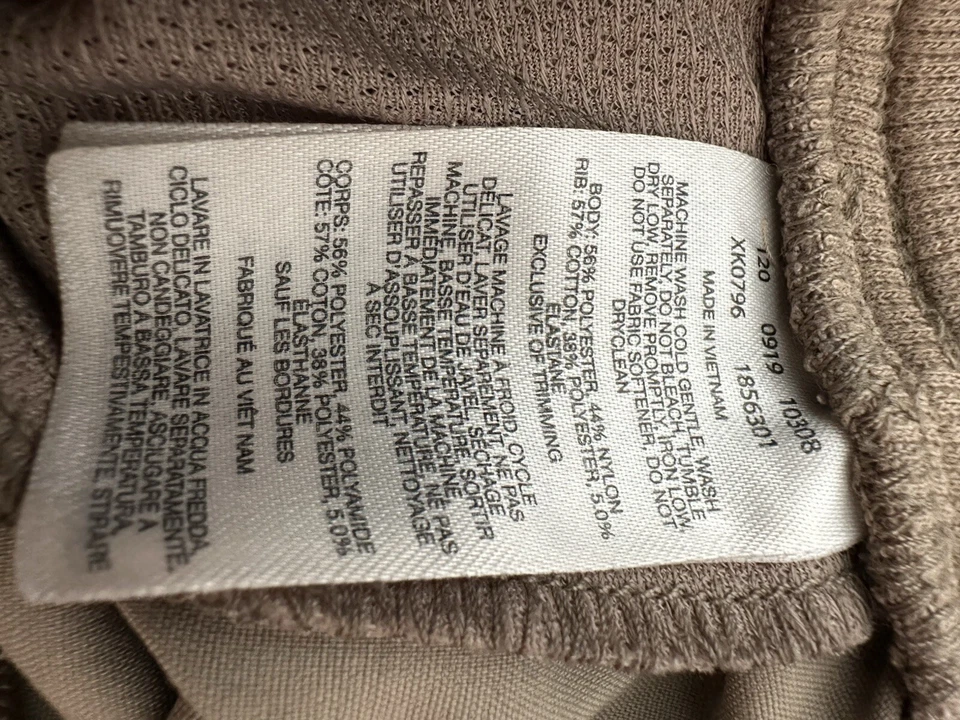 120 0919 10308
XK0796 1856301
MADE IN VIETNAM
MACHINE WASH COLD GENTLE, WASH
SEPARATELY, DO NOT BLEACH, TUMBLE
DRY LOW, REMOVE PROMPTLY, IRON LOW,
DO NOT USE FABRIC SOFTENER, DO NOT
DRYCLEAN
BODY: 56% POLYESTER, 44% NYLON
RIB: 57% COTTON, 38% POLYESTER, 5.0%
ELASTANE
EXCLUSIVE OF TRIMMING
LAVAGE MACHINE À FROID, CYCLE
DÉLICAT, LAVER SÉPARÉMENT, NE PAS
UTILISER D'EAU DE JAVEL, SÉCHAGE
MACHINE, BASSE TEMPÉRATURE, SORTIR
IMMÉDIATEMENT DE LA MACHINE,
REPASSER À BASSE TEMPÉRATURE, NE PAS
UTILISER D'ASSOUPLISSANT, NETTOYAGE
À SEC INTERDIT
CORPS: 56% POLYESTER, 44% POLYAMIDE
CÔTE: 57% COTON, 38% POLYESTER, 5.0%
ÉLASTHANNE
SAUF LES BORDURES
FABRIQUÉ AU VIÊT NAM
LAVARE IN LAVATRICE IN ACQUA FREDDA,
CICLO DELICATO, LAVARE SEPARATAMENTE,
NON CANDEGGIARE, ASCIUGARE A
TAMBURO A BASSA TEMPERATURA,
RIMUOVERE TEMPESTIVAMENTE, STIRARE